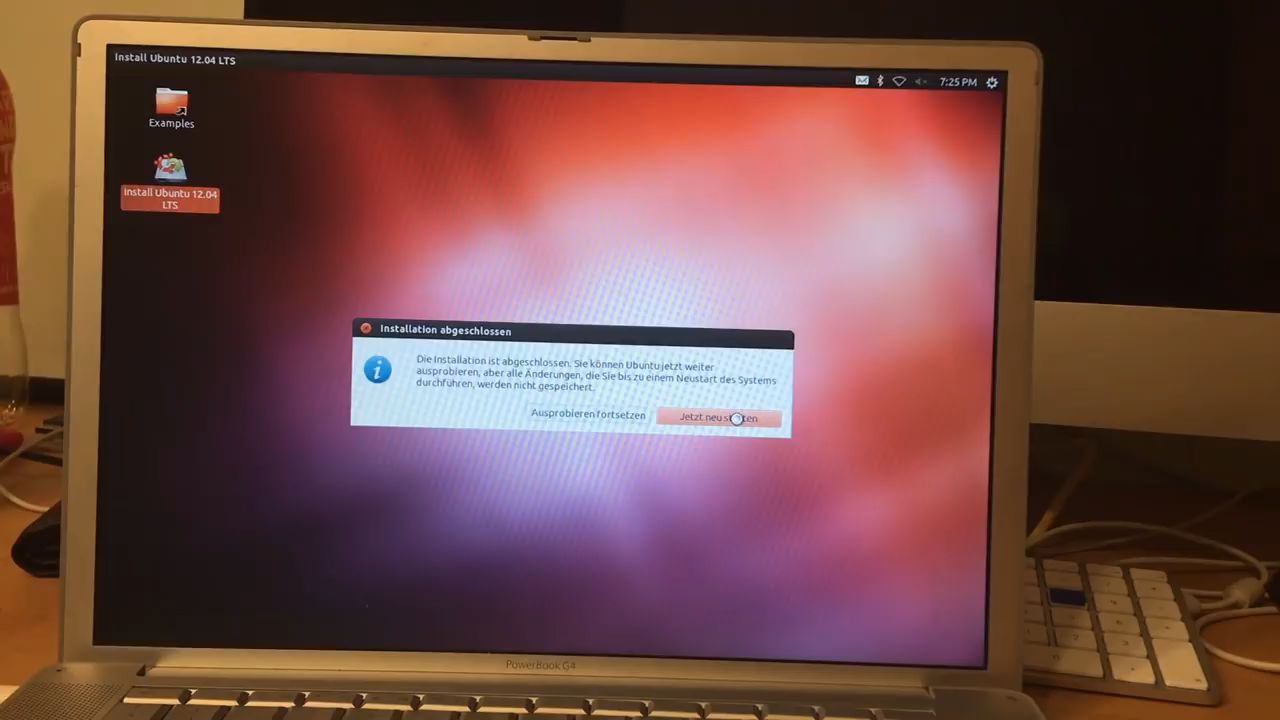 Install Ubuntu 12.04 LTS
7:25 PM
Examples
Install Ubuntu 12.04
LTS
Installation abgeschlossen
Die Installation ist abgeschlossen. Sie können Ubuntu jetzt weiter
ausprobieren, aber alle Änderungen, die Sie bis zu einem Neustart des Systems
durchführen, werden nicht gespeichert.
Ausprobieren fortsetzen
Jetzt neu starten
PowerBook G4